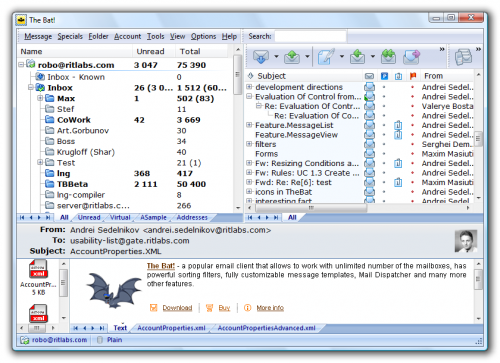 The Bat!
Message Specials Folder Account Tools View Options Help Search:
Name Unread Total
robo@ritlabs.com 3 047 75 390
Inbox - Known 0
Inbox 26 (3 0... 1 512 (60...
Max 1 502 (83)
Stef 11
CoWork 42 3 669
Art.Gorbunov 30
Boss 34
Krugloff (Shar) 40
Test 21 (1)
lng 368 417
TBBeta 2 111 50 400
lng-compiler 8
server@ritlabs.com 266
All Unread Virtual ASample Addresses
Subject From
development directions Andrei Sedel...
Evaluation Of Control from... Andrei Sedel...
Re: Evaluation Of Contr... Valerye Bosta
Re: Evaluation Of Co... Andrei Sedel...
Feature.MessageList Andrei Sedel...
Feature.MessageView Andrei Sedel...
filters Serghei Dem...
Forms Maxim Masiuti
Fw: Resizing Conditions a... Andrei Sedel...
Fw: Rules: UC 1.3 Create ... Andrei Sedel...
Fwd: Re: Re[6]: test Maxim Masiuti
icons in TheBat Andrei Sedel...
interesting fact Andrei Sedel...
All
From: Andrei Sedelnikov <andrei.sedelnikov@ritlabs.com>
To: usability-list@gate.ritlabs.com
Subject: AccountProperties.XML
xml
AccountPr...
5 KB
xml
The Bat! - a popular email client that allows to work with unlimited number of the mailboxes, has
powerful sorting filters, fully customizable message templates, Mail Dispatcher and many more
other features.
Download Buy More info
Text AccountProperties.xml AccountPropertiesAdvanced.xml
robo@ritlabs.com Plain